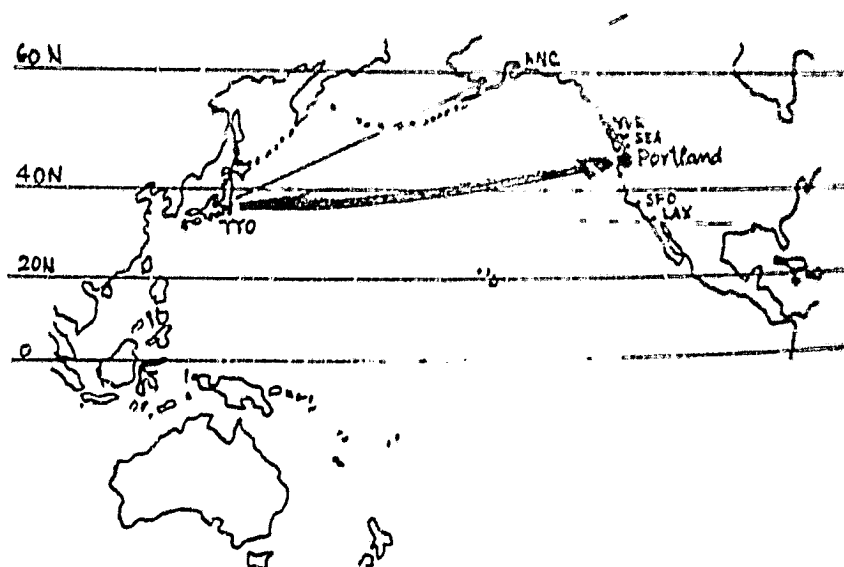 60 N
ANC
YVR
SEA
Portland
40N
SFO
LAX
TYO
20N
0